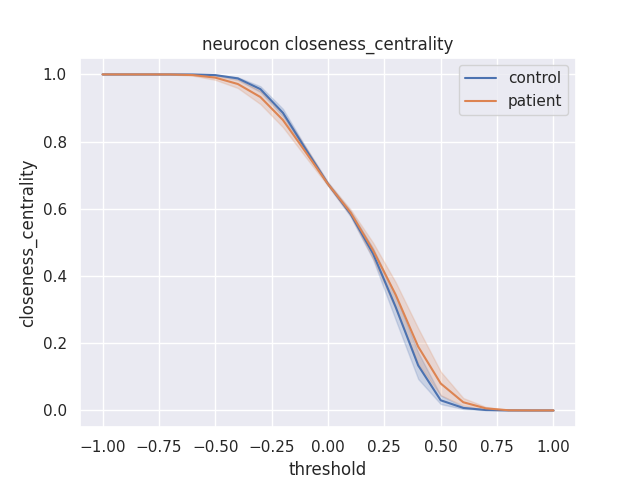 neurocon closeness_centrality
control
patient
closeness_centrality
1.0
0.8
0.6
0.4
0.2
0.0
−1.00 −0.75 −0.50 −0.25 0.00 0.25 0.50 0.75 1.00
threshold